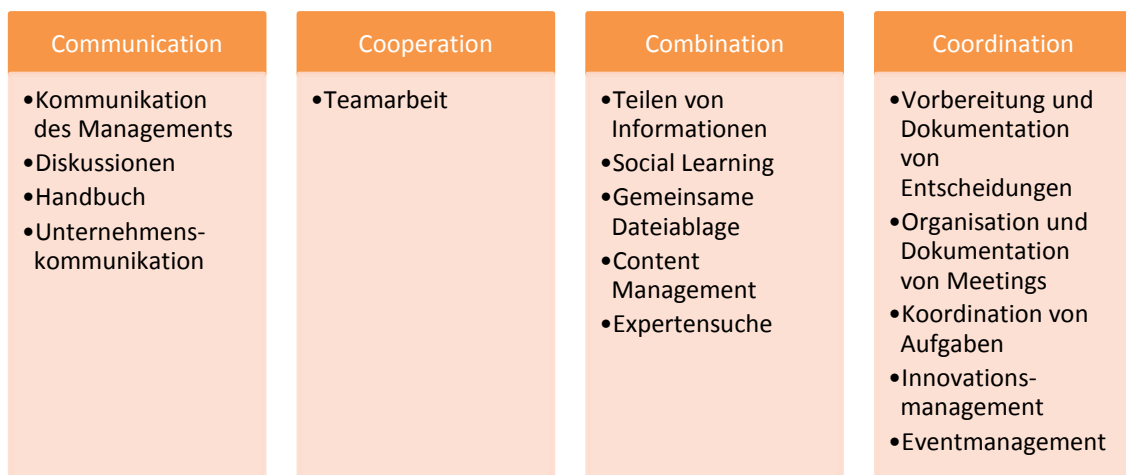 Communication
•Kommunikation
des Managements
•Diskussionen
•Handbuch
•Unternehmens-
kommunikation
Cooperation
•Teamarbeit
Combination
•Teilen von
Informationen
•Social Learning
•Gemeinsame
Dateiablage
•Content
Management
•Expertensuche
Coordination
•Vorbereitung und
Dokumentation
von
Entscheidungen
•Organisation und
Dokumentation
von Meetings
•Koordination von
Aufgaben
•Innovations-
management
•Eventmanagement